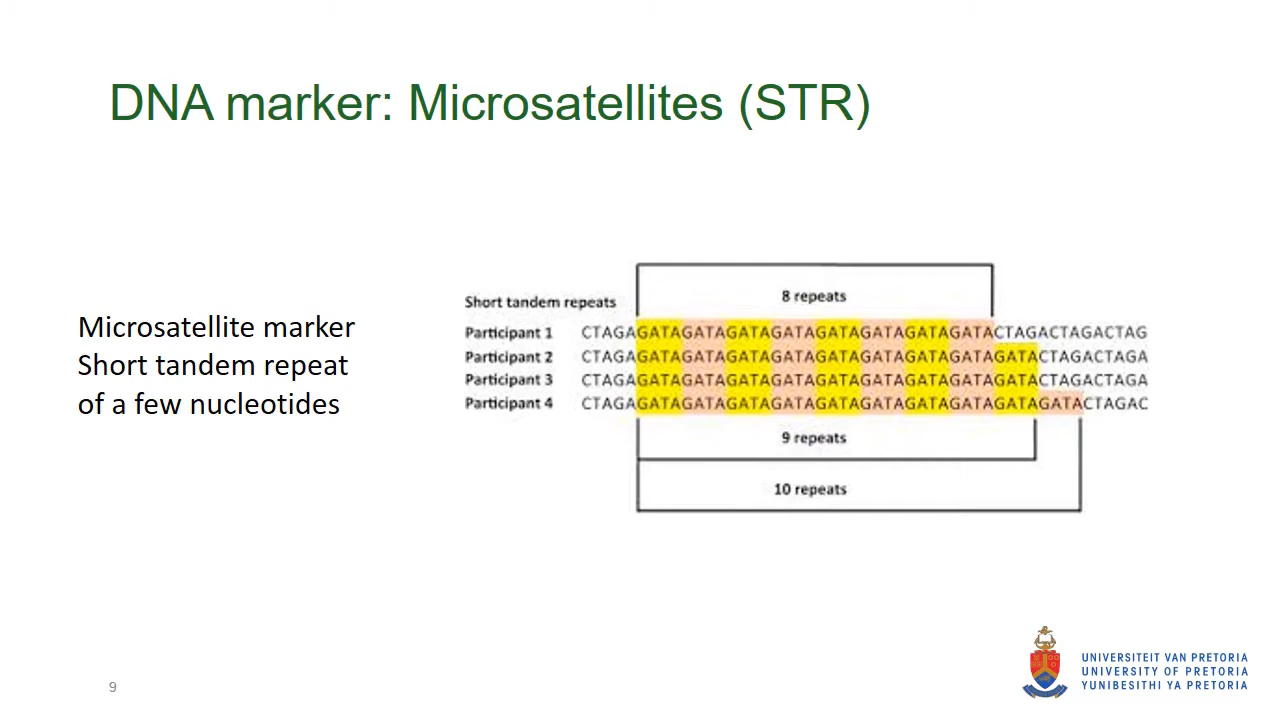 DNA marker: Microsatellites (STR)
Microsatellite marker
Short tandem repeat
of a few nucleotides
8 repeats
Short tandem repeats
Participant 1 CTAGAGATAGATAGATAGATAGATAGATAGATAGATACTAGACTAGACTAG
Participant 2 CTAGAGATAGATAGATAGATAGATAGATAGATAGATAGATACTAGACTAGA
Participant 3 CTAGAGATAGATAGATAGATAGATAGATAGATAGATAGATACTAGACTAGA
Participant 4 CTAGAGATAGATAGATAGATAGATAGATAGATAGATAGATAGATACTAGAC
9 repeats
10 repeats
9
UNIVERSITEIT VAN PRETORIA
UNIVERSITY OF PRETORIA
YUNIBESITHI YA PRETORIA